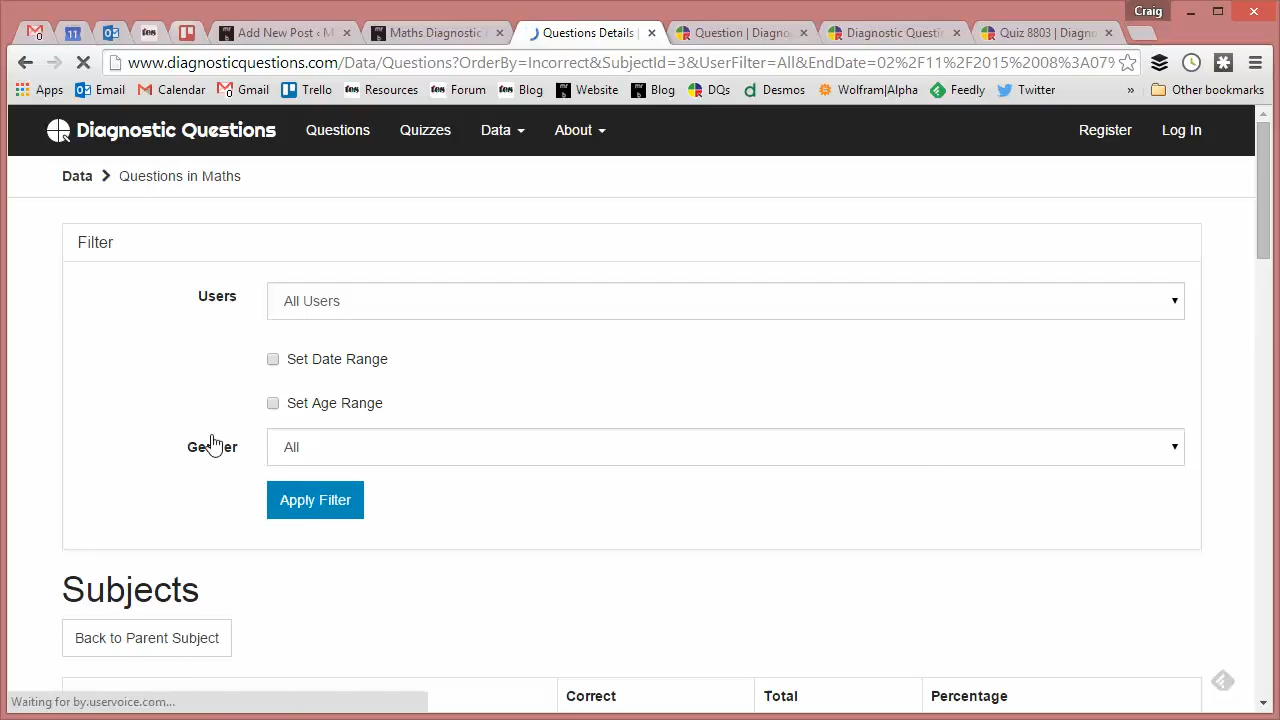 Craig
Add New Post ‹ M
Maths Diagnostic
Questions Details
Question | Diagno
Diagnostic Questi
Quiz 8803 | Diagno
www.diagnosticquestions.com/Data/Questions?OrderBy=Incorrect&SubjectId=3&UserFilter=All&EndDate=02%2F11%2F2015%2008%3A07%
Apps Email Calendar Gmail Trello tes Resources tes Forum tes Blog Website Blog DQs Desmos Wolfram|Alpha Feedly Twitter » Other bookmarks
Diagnostic Questions Questions Quizzes Data About Register Log In
Data Questions in Maths
Filter
Users All Users
Set Date Range
Set Age Range
All
Apply Filter
Subjects
Back to Parent Subject
Correct Total Percentage
Waiting for by.uservoice.com...